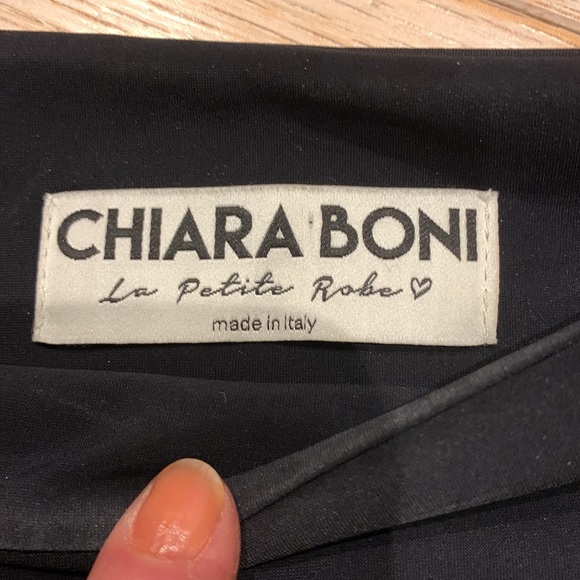 CHIARA BONI
La Petite Robe ♡
made in Italy